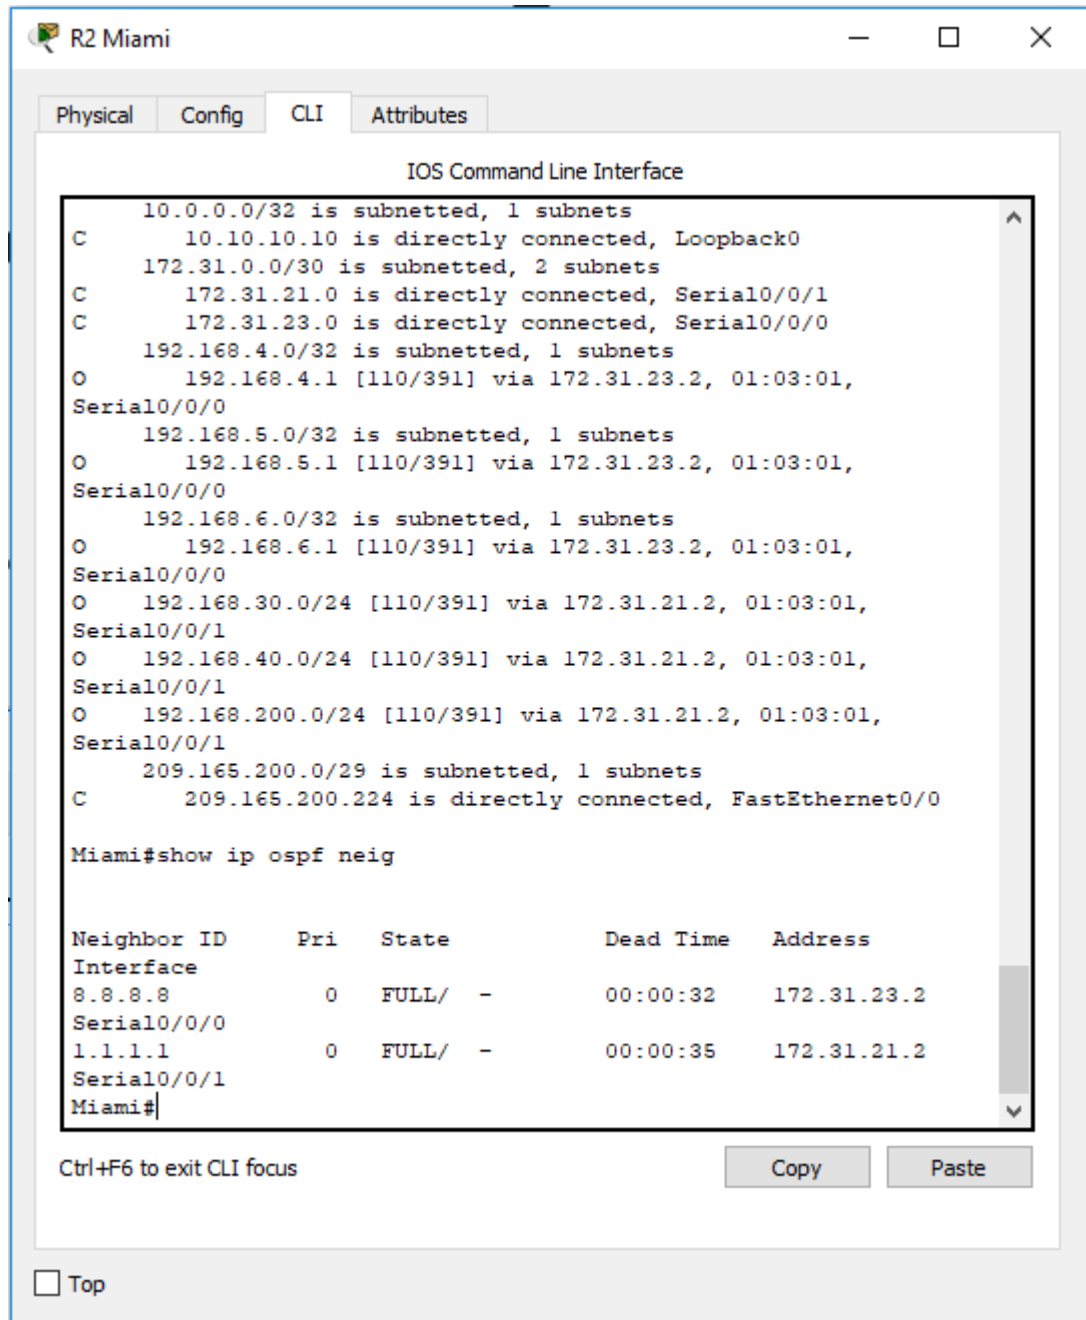 R2 Miami
Physical Config CLI Attributes
IOS Command Line Interface
10.0.0.0/32 is subnetted, 1 subnets
C 10.10.10.10 is directly connected, Loopback0
172.31.0.0/30 is subnetted, 2 subnets
C 172.31.21.0 is directly connected, Serial0/0/1
C 172.31.23.0 is directly connected, Serial0/0/0
192.168.4.0/32 is subnetted, 1 subnets
O 192.168.4.1 [110/391] via 172.31.23.2, 01:03:01,
Serial0/0/0
192.168.5.0/32 is subnetted, 1 subnets
O 192.168.5.1 [110/391] via 172.31.23.2, 01:03:01,
Serial0/0/0
192.168.6.0/32 is subnetted, 1 subnets
O 192.168.6.1 [110/391] via 172.31.23.2, 01:03:01,
Serial0/0/0
O 192.168.30.0/24 [110/391] via 172.31.21.2, 01:03:01,
Serial0/0/1
O 192.168.40.0/24 [110/391] via 172.31.21.2, 01:03:01,
Serial0/0/1
O 192.168.200.0/24 [110/391] via 172.31.21.2, 01:03:01,
Serial0/0/1
209.165.200.0/29 is subnetted, 1 subnets
C 209.165.200.224 is directly connected, FastEthernet0/0
Miami#show ip ospf neig
Neighbor ID Pri State Dead Time Address
Interface
8.8.8.8 0 FULL/ - 00:00:32 172.31.23.2
Serial0/0/0
1.1.1.1 0 FULL/ - 00:00:35 172.31.21.2
Serial0/0/1
Miami#
Ctrl+F6 to exit CLI focus Copy Paste
Top